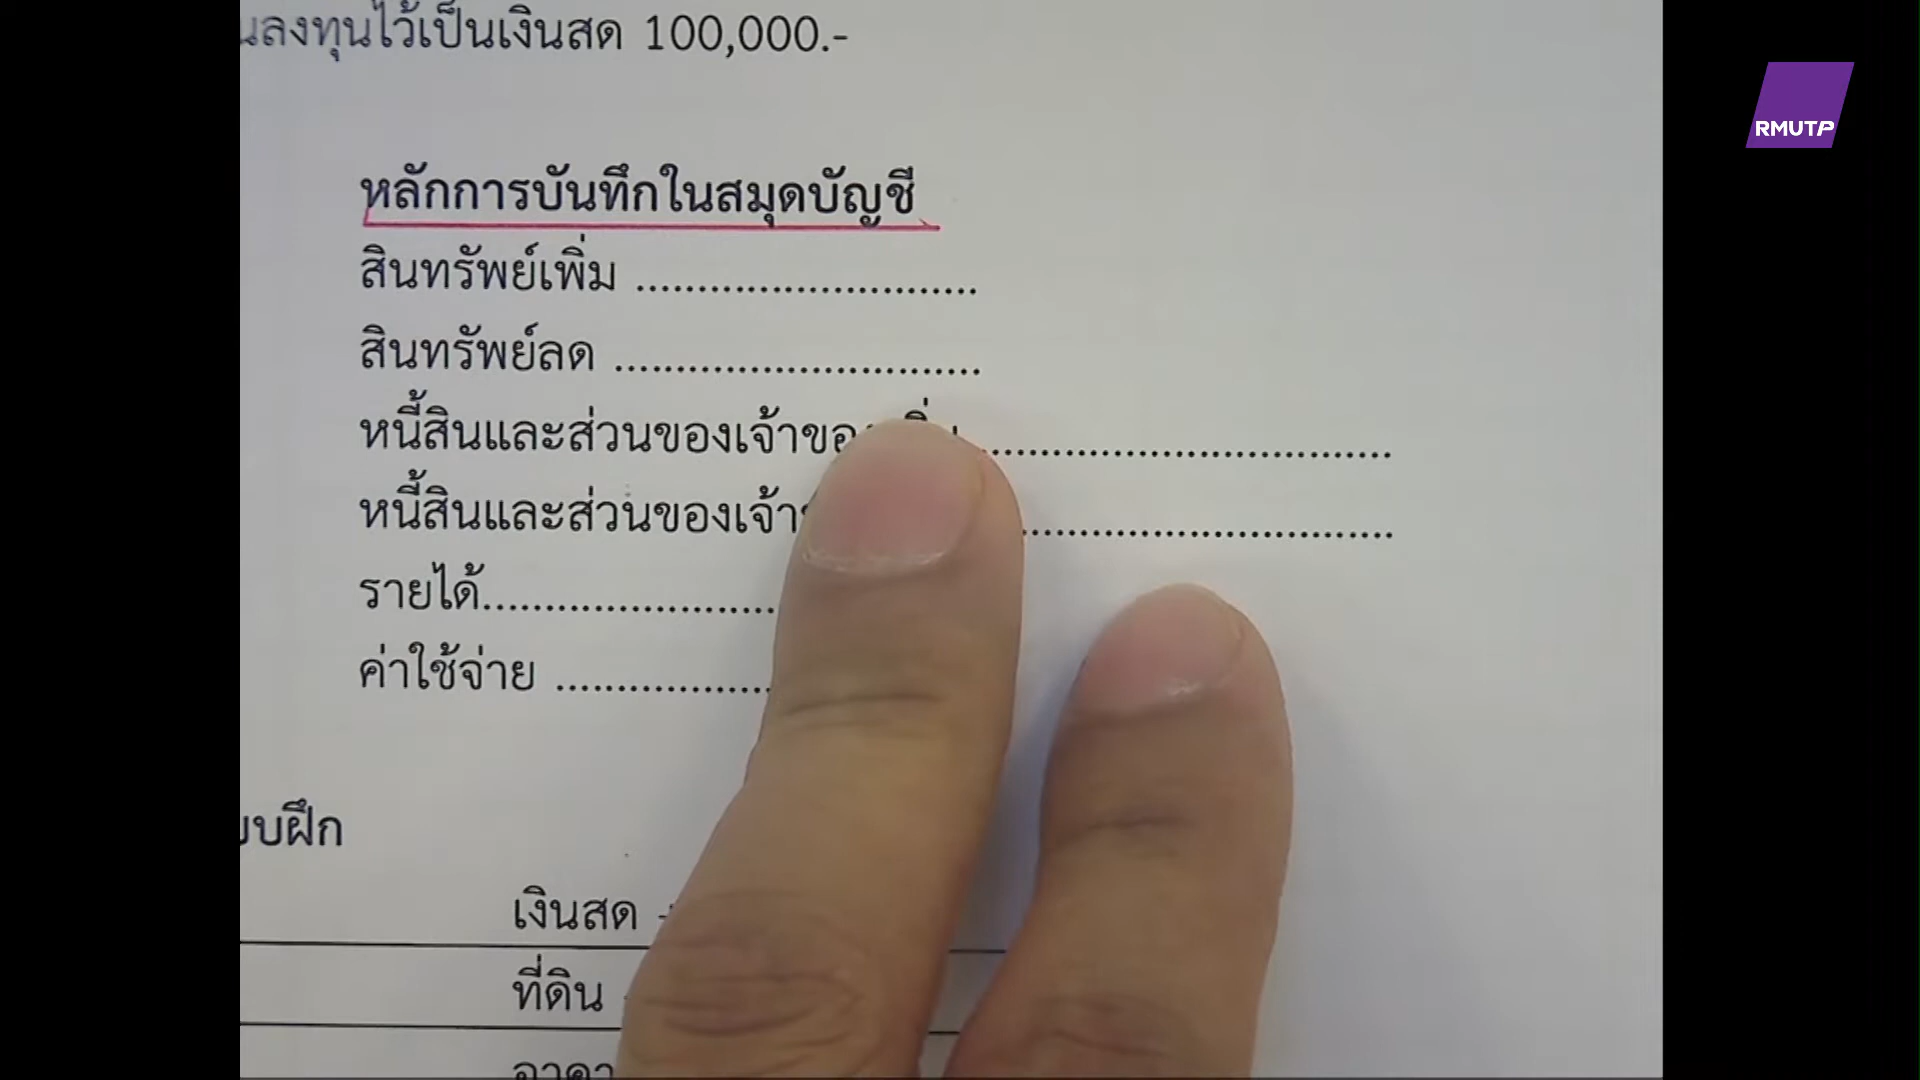 นลงทุนไว้เป็นเงินสด 100,000.-
RMUTP
หลักการบันทึกในสมุดบัญชี
สินทรัพย์เพิ่ม ............................
สินทรัพย์ลด ..............................
หนี้สินและส่วนของเจ้าของ .................................
หนี้สินและส่วนของเจ้า ..............................
รายได้........................
ค่าใช้จ่าย ..................
บบฝึก
เงินสด
ที่ดิน